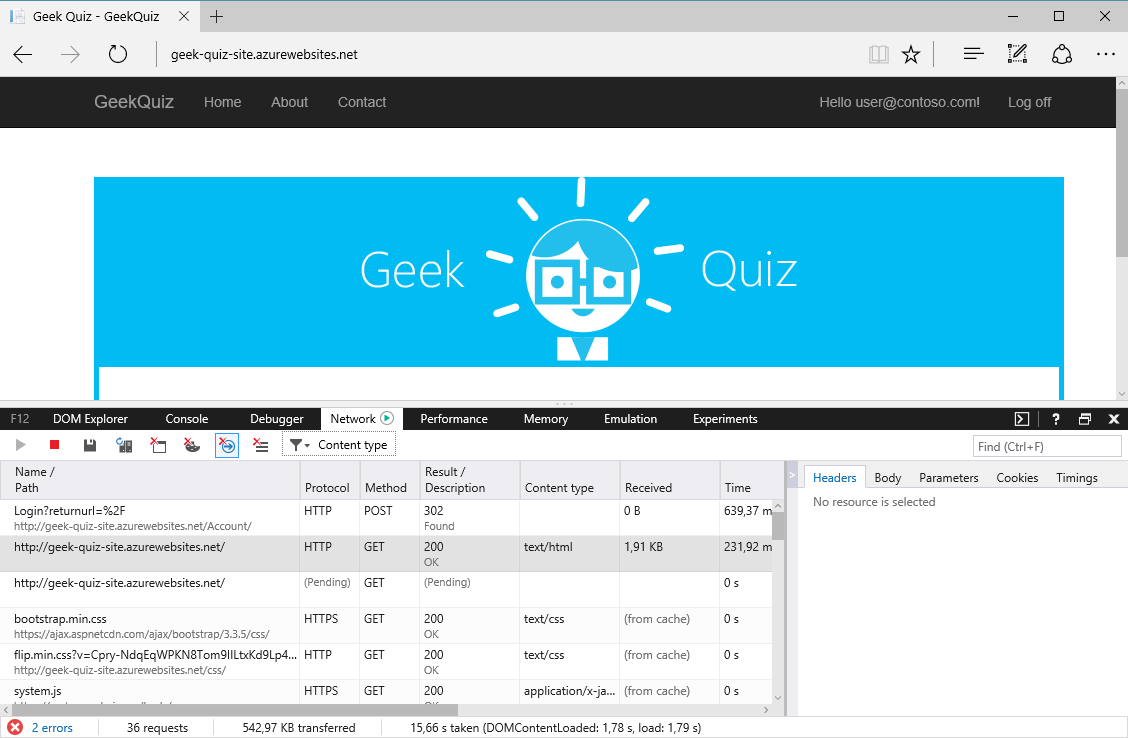 Geek Quiz - GeekQuiz
geek-quiz-site.azurewebsites.net
GeekQuiz Home About Contact Hello user@contoso.com! Log off
Geek Quiz
F12 DOM Explorer Console Debugger Network Performance Memory Emulation Experiments ?
Content type Find (Ctrl+F)
Name / Path Protocol Method Result / Description Content type Received Time
Headers Body Parameters Cookies Timings
No resource is selected
Login?returnurl=%2F HTTP POST 302 0 B 639,37 m
http://geek-quiz-site.azurewebsites.net/Account/ Found
http://geek-quiz-site.azurewebsites.net/ HTTP GET 200 text/html 1,91 KB 231,92 m
OK
http://geek-quiz-site.azurewebsites.net/ (Pending) GET (Pending) 0 s
bootstrap.min.css HTTPS GET 200 text/css (from cache) 0 s
https://ajax.aspnetcdn.com/ajax/bootstrap/3.3.5/css/ OK
HTTP GET 200 text/css (from cache) 0 s
http://geek-quiz-site.azurewebsites.net/css/ OK
system.js HTTPS GET 200 application/x-ja... (from cache) 0 s
OK
2 errors 36 requests 542,97 KB transferred 15,66 s taken (DOMContentLoaded: 1,78 s, load: 1,79 s)